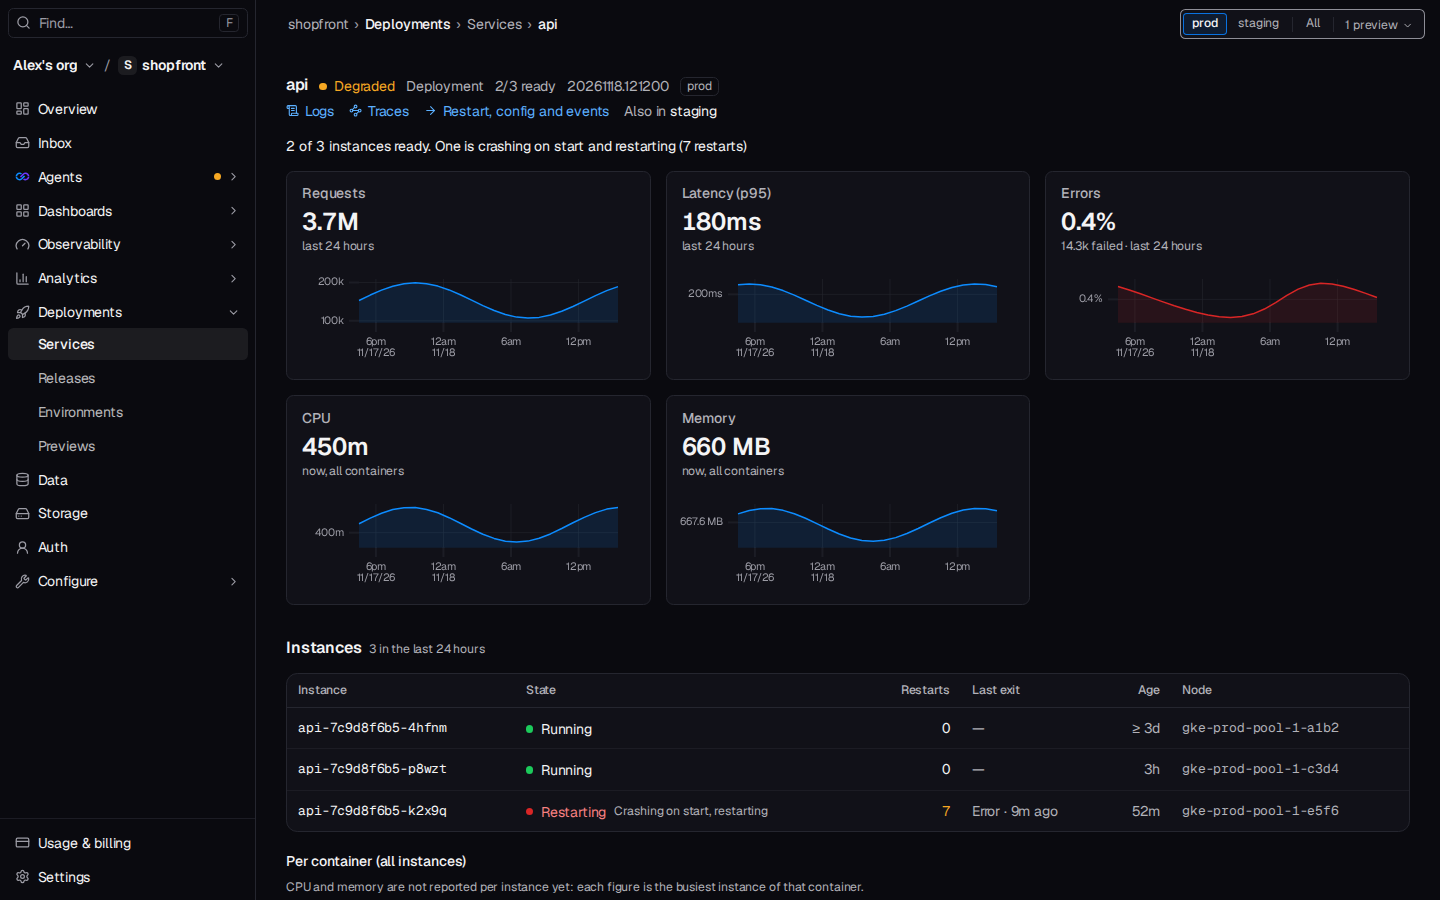 Find... F
Alex's org / S shopfront
Overview
Inbox
Agents
Dashboards
Observability
Analytics
Deployments
Services
Releases
Environments
Previews
Data
Storage
Auth
Configure
Usage & billing
Settings
shopfront › Deployments › Services › api
prod staging All 1 preview
api Degraded Deployment 2/3 ready 20261118.121200 prod
Logs Traces Restart, config and events Also in staging
2 of 3 instances ready. One is crashing on start and restarting (7 restarts)
Requests
3.7M
last 24 hours
200k
100k
6pm 12am 6am 12pm
11/17/26 11/18
Latency (p95)
180ms
last 24 hours
200ms
6pm 12am 6am 12pm
11/17/26 11/18
Errors
0.4%
14.3k failed · last 24 hours
0.4%
6pm 12am 6am 12pm
11/17/26 11/18
CPU
450m
now, all containers
400m
6pm 12am 6am 12pm
11/17/26 11/18
Memory
660 MB
now, all containers
667.6 MB
6pm 12am 6am 12pm
11/17/26 11/18
Instances 3 in the last 24 hours
Instance State Restarts Last exit Age Node
api-7c9d8f6b5-4hfnm Running 0 — ≥ 3d gke-prod-pool-1-a1b2
api-7c9d8f6b5-p8wzt Running 0 — 3h gke-prod-pool-1-c3d4
api-7c9d8f6b5-k2x9q Restarting Crashing on start, restarting 7 Error · 9m ago 52m gke-prod-pool-1-e5f6
Per container (all instances)
CPU and memory are not reported per instance yet: each figure is the busiest instance of that container.